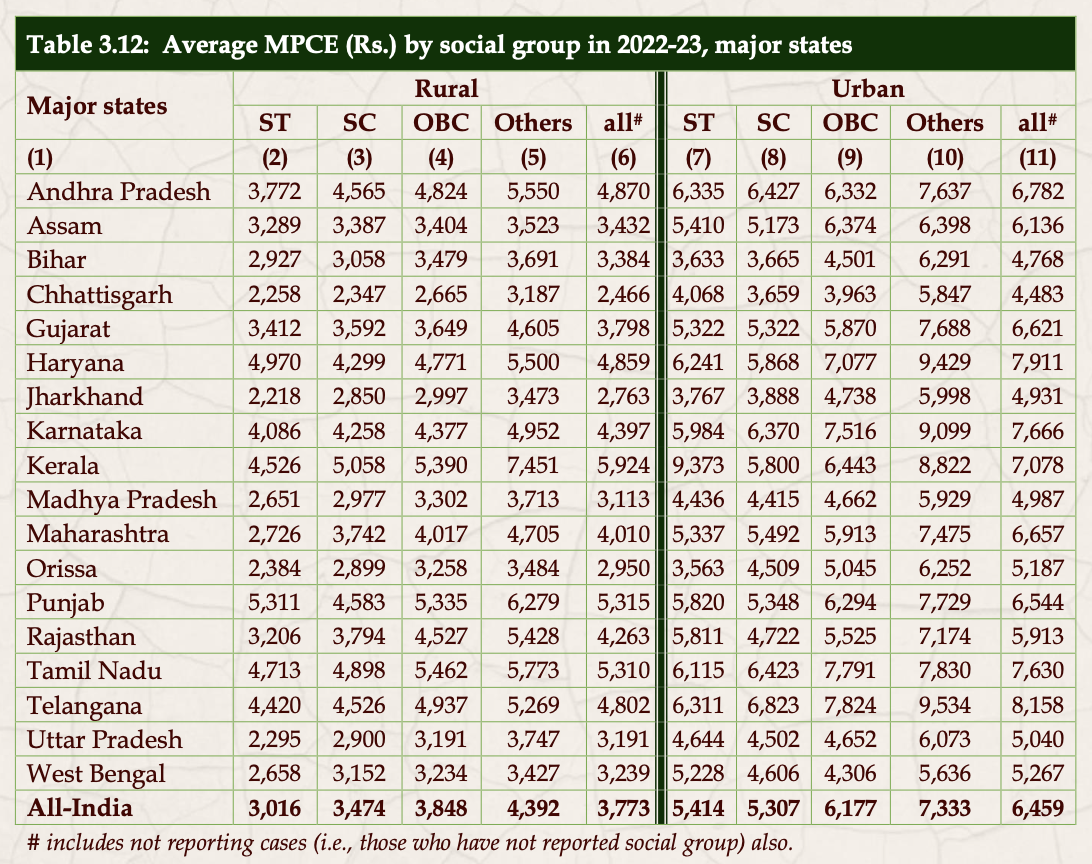 Table 3.12: Average MPCE (Rs.) by social group in 2022-23, major states
Major states Rural Urban
ST SC OBC Others all# ST SC OBC Others all#
(1) (2) (3) (4) (5) (6) (7) (8) (9) (10) (11)
Andhra Pradesh 3,772 4,565 4,824 5,550 4,870 6,335 6,427 6,332 7,637 6,782
Assam 3,289 3,387 3,404 3,523 3,432 5,410 5,173 6,374 6,398 6,136
Bihar 2,927 3,058 3,479 3,691 3,384 3,633 3,665 4,501 6,291 4,768
Chhattisgarh 2,258 2,347 2,665 3,187 2,466 4,068 3,659 3,963 5,847 4,483
Gujarat 3,412 3,592 3,649 4,605 3,798 5,322 5,322 5,870 7,688 6,621
Haryana 4,970 4,299 4,771 5,500 4,859 6,241 5,868 7,077 9,429 7,911
Jharkhand 2,218 2,850 2,997 3,473 2,763 3,767 3,888 4,738 5,998 4,931
Karnataka 4,086 4,258 4,377 4,952 4,397 5,984 6,370 7,516 9,099 7,666
Kerala 4,526 5,058 5,390 7,451 5,924 9,373 5,800 6,443 8,822 7,078
Madhya Pradesh 2,651 2,977 3,302 3,713 3,113 4,436 4,415 4,662 5,929 4,987
Maharashtra 2,726 3,742 4,017 4,705 4,010 5,337 5,492 5,913 7,475 6,657
Orissa 2,384 2,899 3,258 3,484 2,950 3,563 4,509 5,045 6,252 5,187
Punjab 5,311 4,583 5,335 6,279 5,315 5,820 5,348 6,294 7,729 6,544
Rajasthan 3,206 3,794 4,527 5,428 4,263 5,811 4,722 5,525 7,174 5,913
Tamil Nadu 4,713 4,898 5,462 5,773 5,310 6,115 6,423 7,791 7,830 7,630
Telangana 4,420 4,526 4,937 5,269 4,802 6,311 6,823 7,824 9,534 8,158
Uttar Pradesh 2,295 2,900 3,191 3,747 3,191 4,644 4,502 4,652 6,073 5,040
West Bengal 2,658 3,152 3,234 3,427 3,239 5,228 4,606 4,306 5,636 5,267
All-India 3,016 3,474 3,848 4,392 3,773 5,414 5,307 6,177 7,333 6,459
# includes not reporting cases (i.e., those who have not reported social group) also.